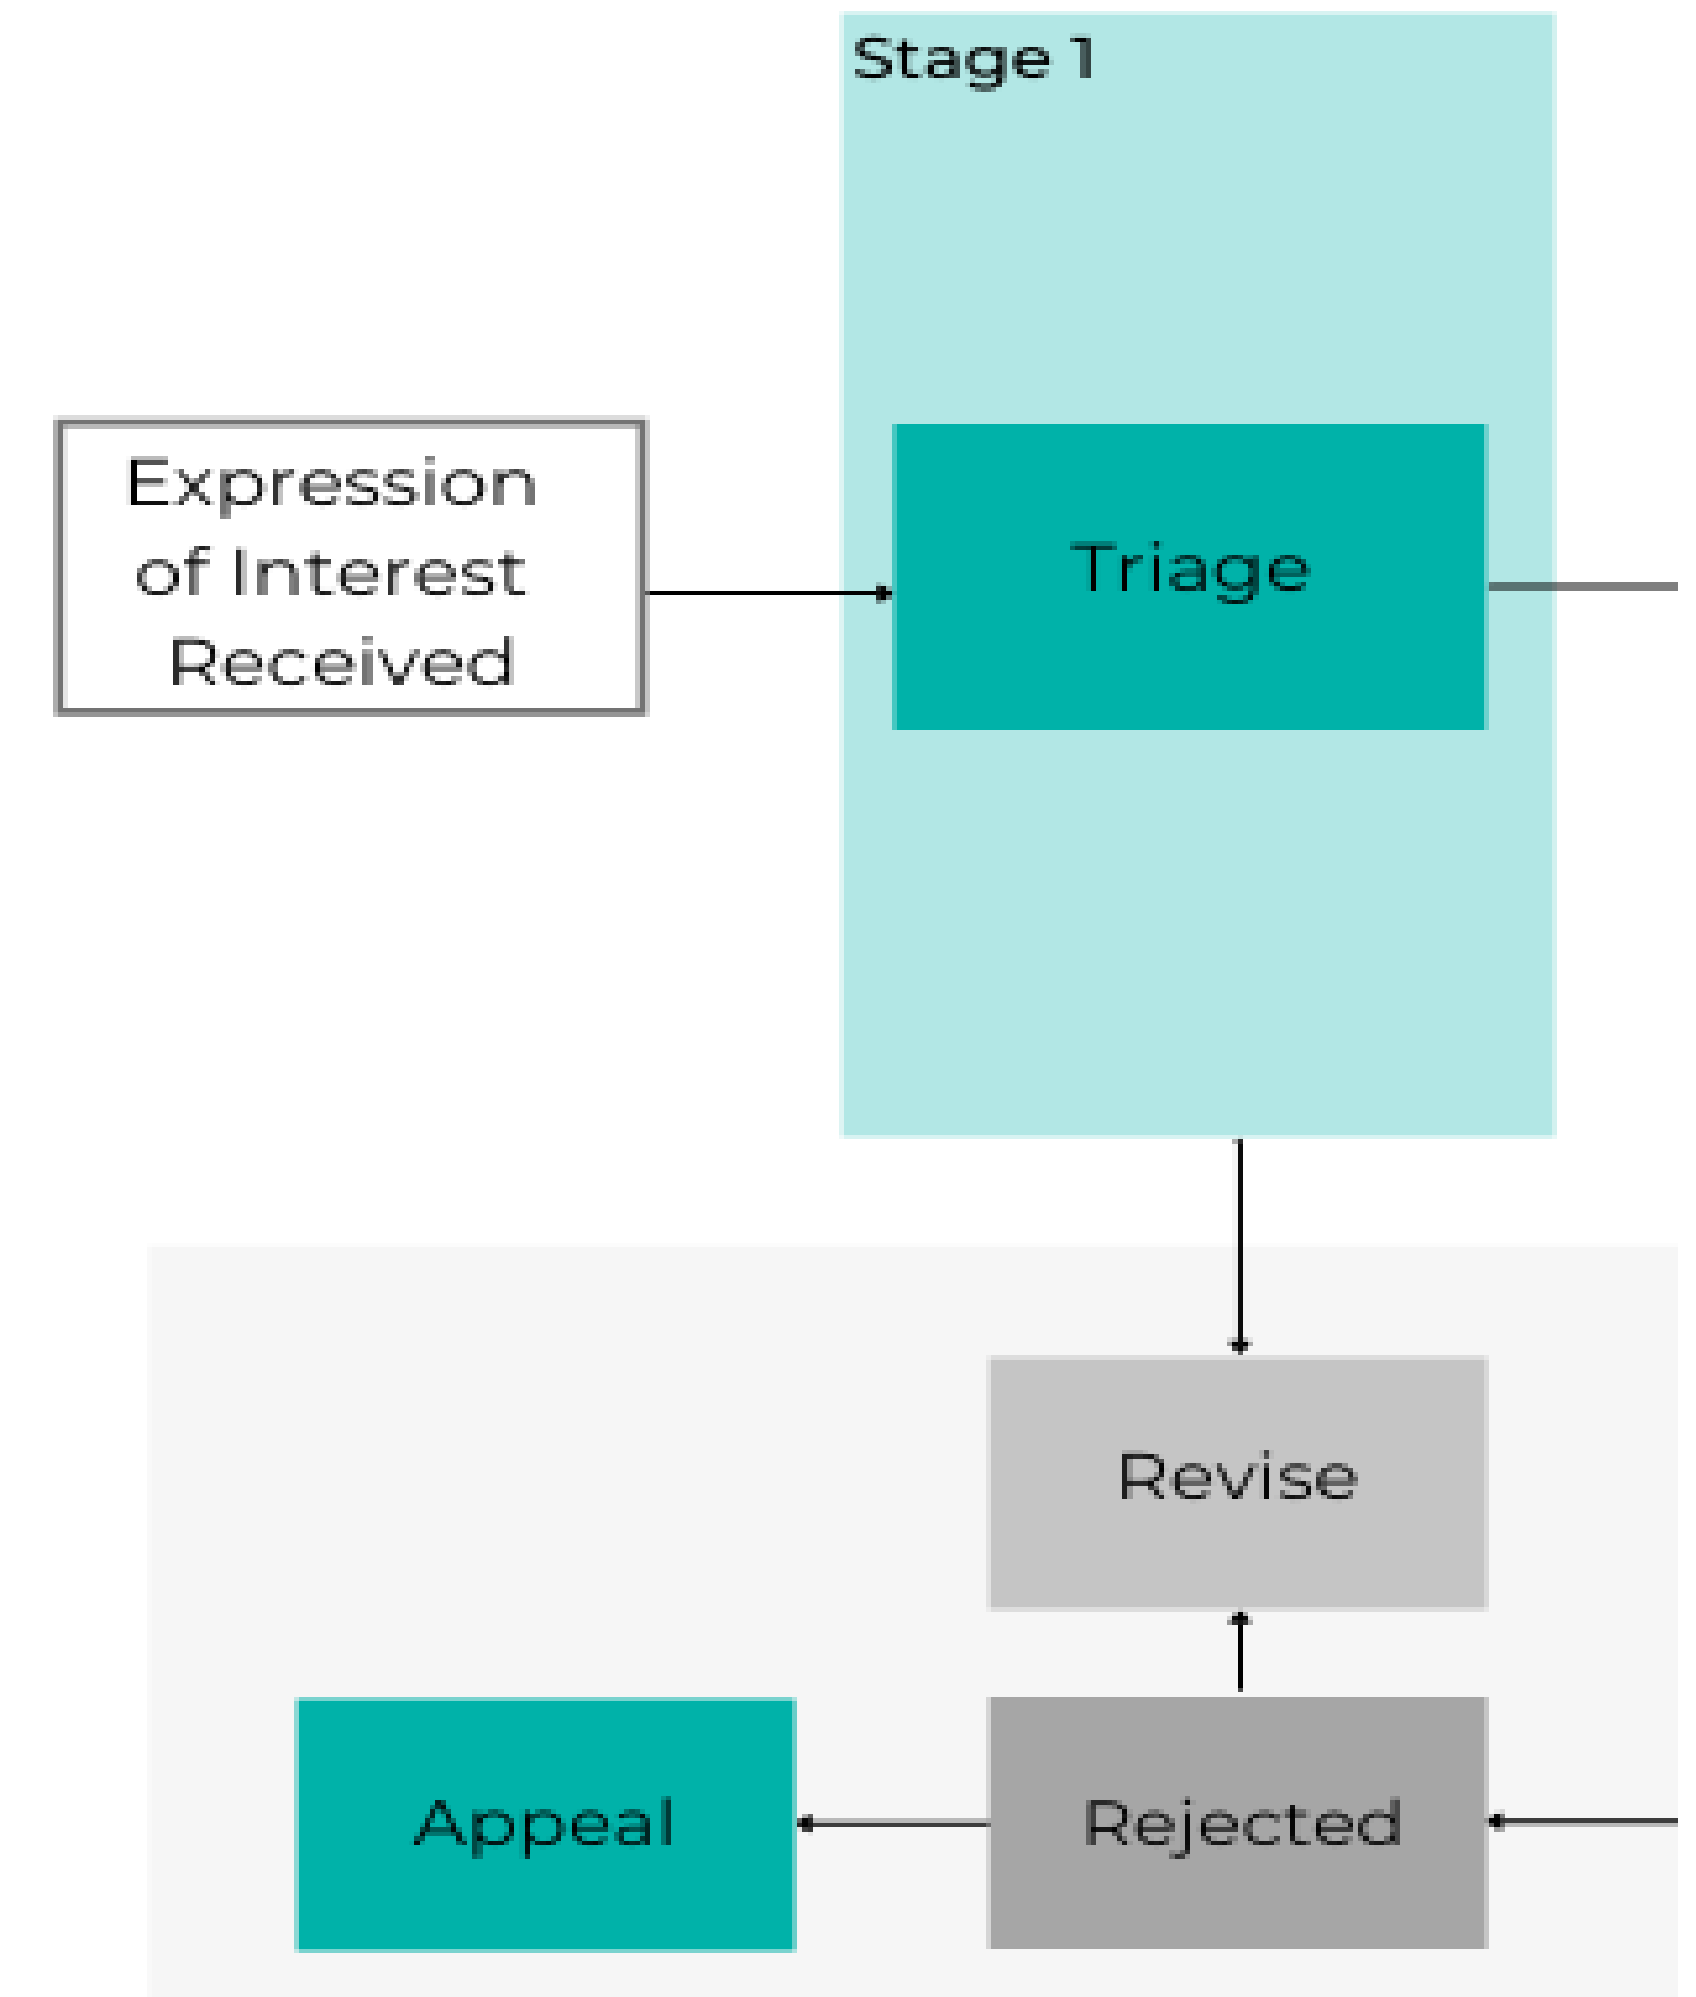 Stage 1
Expression
of Interest
Received
Triage
Revise
Appeal
Rejected